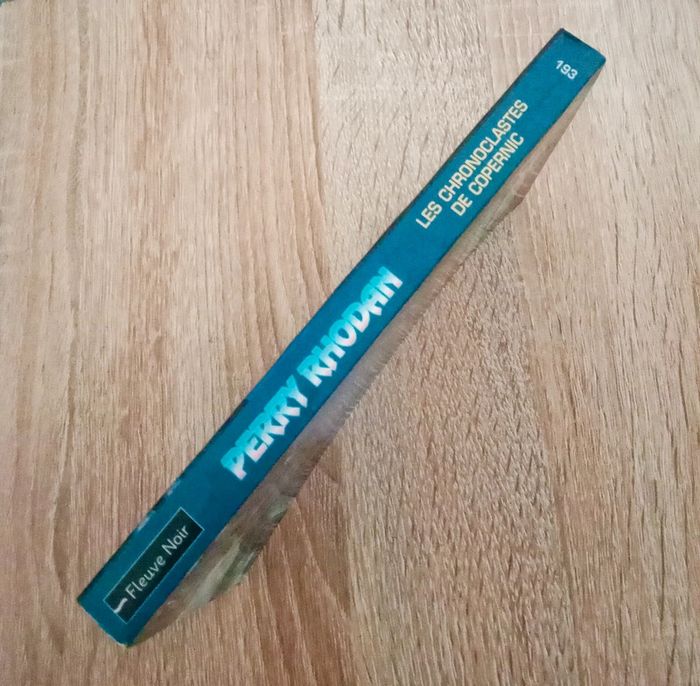 193
LES CHRONOCLASTES
DE COPERNIC
PERRY RHODAN
Fleuve Noir